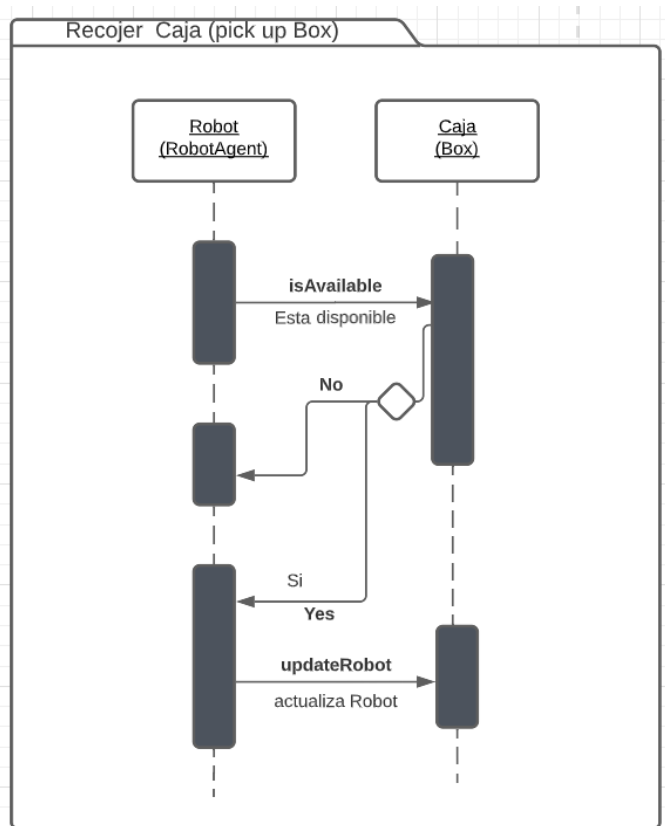 Recojer Caja (pick up Box)
Robot
(RobotAgent)
Caja
(Box)
isAvailable
Esta disponible
No
Si
Yes
updateRobot
actualiza Robot